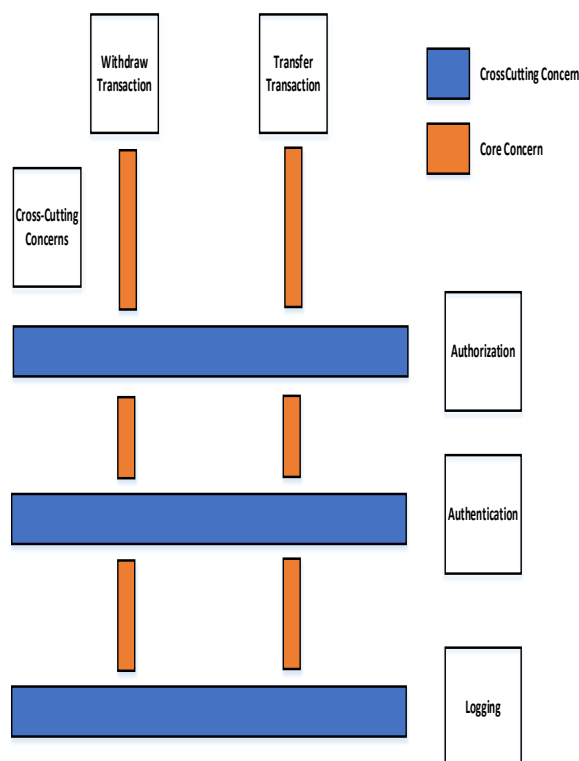 Withdraw
Transaction
Transfer
Transaction
CrossCutting Concern
Core Concern
Cross-Cutting
Concerns
Authorization
Authentication
Logging